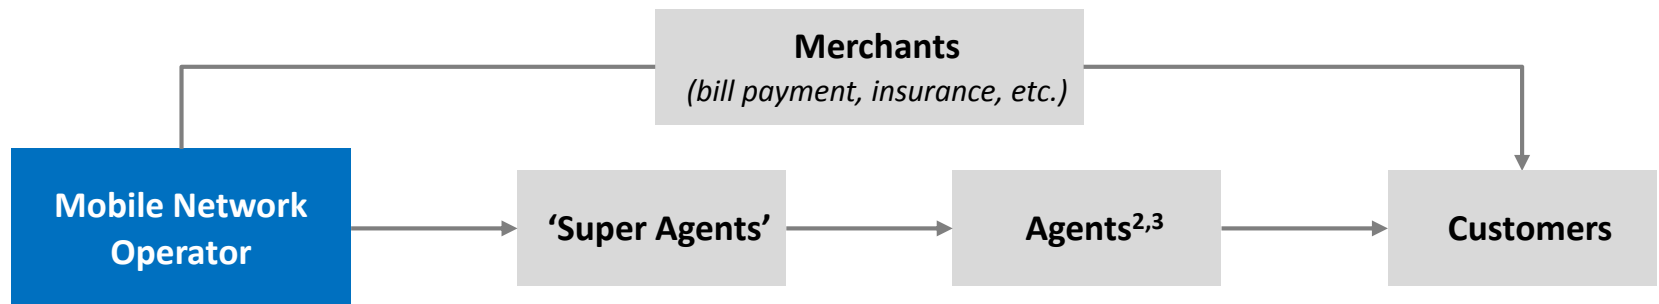 Merchants
(bill payment, insurance, etc.)
Mobile Network
Operator
‘Super Agents’
Agents2,3
Customers